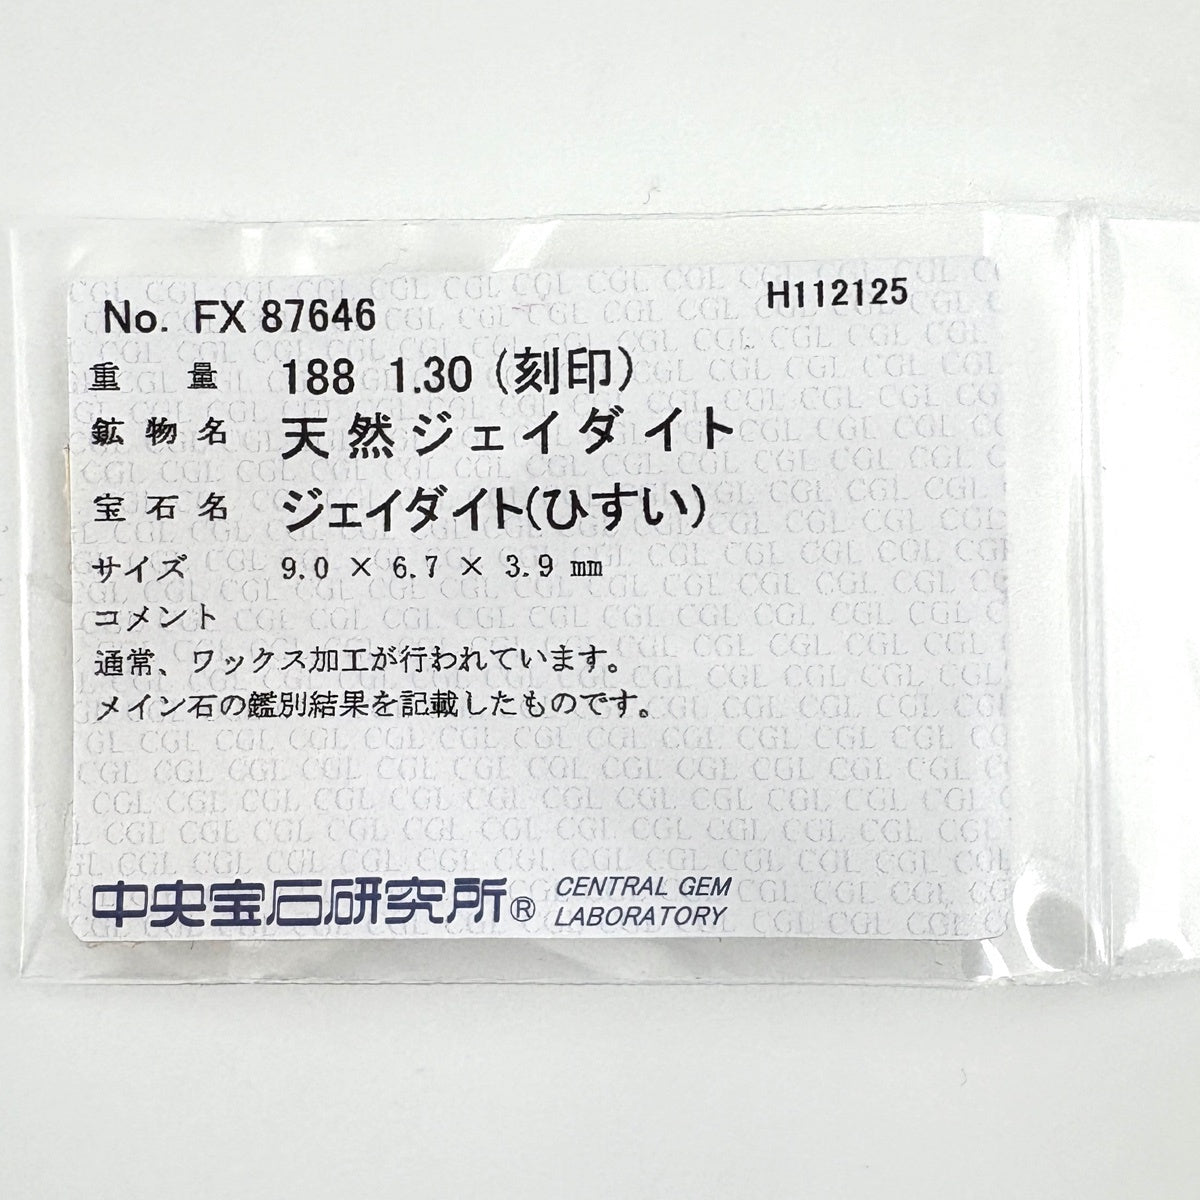 No. FX 87646
H112125
重量 188 1.30 (刻印)
鉱物名 天然ジェイダイト
宝石名 ジェイダイト(ひすい)
サイズ 9.0 × 6.7 × 3.9 mm
コメント
通常、ワックス加工が行われています。
メイン石の鑑別結果を記載したものです。
中央宝石研究所® CENTRAL GEM
LABORATORY